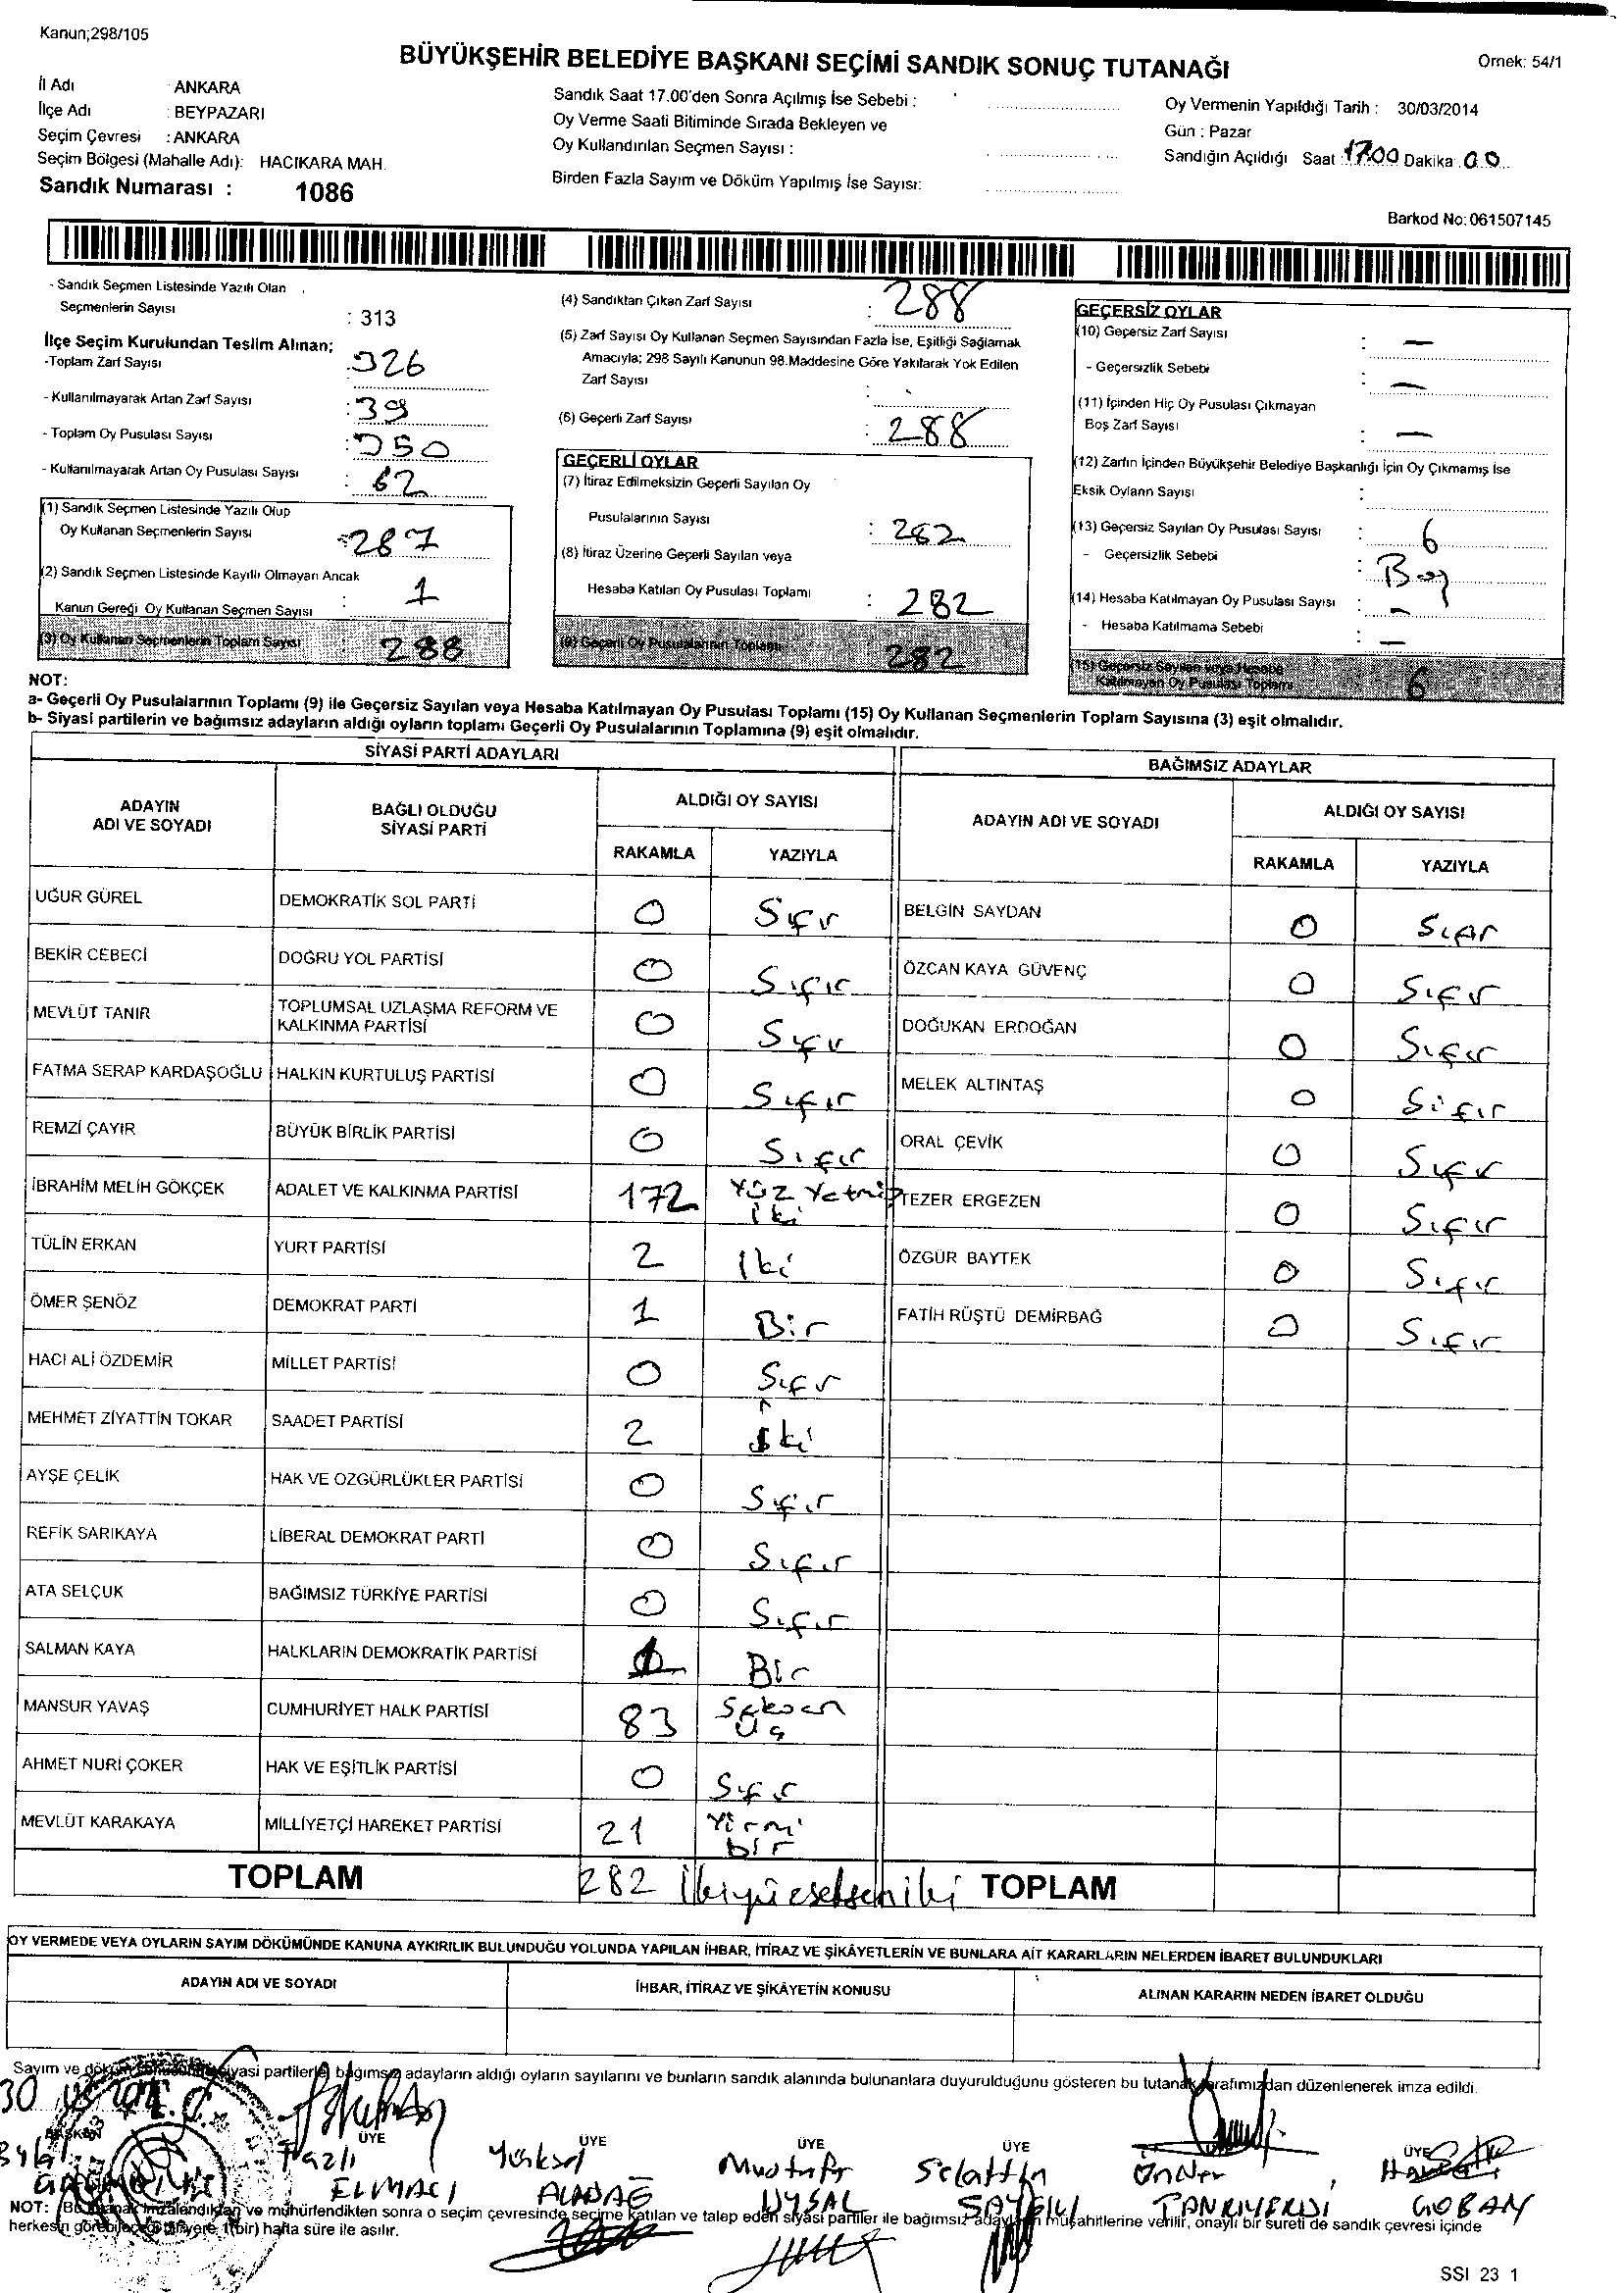 Kanun;298/105
BÜYÜKŞEHİR BELEDİYE BAŞKANI SEÇİMİ SANDIK SONUÇ TUTANAĞI
Ornek: 54/1
İl Adı : ANKARA
İlçe Adı : BEYPAZARI
Seçim Çevresi : ANKARA
Seçim Bölgesi (Mahalle Adı): HACIKARA MAH.
Sandık Numarası : 1086
Sandık Saat 17.00'den Sonra Açılmış İse Sebebi :
Oy Verme Saati Bitiminde Sırada Bekleyen ve
Oy Kullandırılan Seçmen Sayısı :
Birden Fazla Sayım ve Döküm Yapılmış İse Sayısı:
Oy Vermenin Yapıldığı Tarih : 30/03/2014
Gün : Pazar
Sandığın Açıldığı Saat : 17.00 Dakika : 00
Barkod No: 061507145
- Sandık Seçmen Listesinde Yazılı Olan
Seçmenlerin Sayısı : 313
İlçe Seçim Kurulundan Teslim Alınan;
-Toplam Zarf Sayısı : 326
- Kullanılmayarak Artan Zarf Sayısı : 39
- Toplam Oy Pusulası Sayısı : 350
- Kullanılmayarak Artan Oy Pusulası Sayısı : 62
(1) Sandık Seçmen Listesinde Yazılı Olup
Oy Kullanan Seçmenlerin Sayısı : 287
(2) Sandık Seçmen Listesinde Kayıtlı Olmayan Ancak
Kanun Gereği Oy Kullanan Seçmen Sayısı : 1
(3) Oy Kullanan Seçmenlerin Toplam Sayısı : 288
(4) Sandıktan Çıkan Zarf Sayısı : 288
(5) Zarf Sayısı Oy Kullanan Seçmen Sayısından Fazla İse, Eşitliği Sağlamak
Amacıyla; 298 Sayılı Kanunun 98.Maddesine Göre Yakılarak Yok Edilen
Zarf Sayısı :
(6) Geçerli Zarf Sayısı : 288
GEÇERLİ OYLAR
(7) İtiraz Edilmeksizin Geçerli Sayılan Oy
Pusulalarının Sayısı : 282
(8) İtiraz Üzerine Geçerli Sayılan veya
Hesaba Katılan Oy Pusulası Toplamı : 282
(9) Geçerli Oy Pusulalarının Toplamı 282
GEÇERSİZ OYLAR
(10) Geçersiz Zarf Sayısı : —
- Geçersizlik Sebebi : —
(11) İçinden Hiç Oy Pusulası Çıkmayan
Boş Zarf Sayısı : —
(12) Zarfın İçinden Büyükşehir Belediye Başkanlığı İçin Oy Çıkmamış İse
Eksik Oyların Sayısı :
(13) Geçersiz Sayılan Oy Pusulası Sayısı : 6
- Geçersizlik Sebebi : Boş
(14) Hesaba Katılmayan Oy Pusulası Sayısı : —
- Hesaba Katılmama Sebebi : —
(15) Geçersiz Sayılan veya Hesaba
Katılmayan Oy Pusulası Toplamı 6
NOT:
a- Geçerli Oy Pusulalarının Toplamı (9) ile Geçersiz Sayılan veya Hesaba Katılmayan Oy Pusulası Toplamı (15) Oy Kullanan Seçmenlerin Toplam Sayısına (3) eşit olmalıdır.
b- Siyasi partilerin ve bağımsız adayların aldığı oyların toplamı Geçerli Oy Pusulalarının Toplamına (9) eşit olmalıdır.
SİYASİ PARTİ ADAYLARI
ADAYIN ADI VE SOYADI BAĞLI OLDUĞU SİYASİ PARTİ ALDIĞI OY SAYISI
RAKAMLA YAZIYLA
UĞUR GÜREL DEMOKRATİK SOL PARTİ 0 Sıfır
BEKİR CEBECİ DOĞRU YOL PARTİSİ 0 Sıfır
MEVLÜT TANIR TOPLUMSAL UZLAŞMA REFORM VE KALKINMA PARTİSİ 0 Sıfır
FATMA SERAP KARDAŞOĞLU HALKIN KURTULUŞ PARTİSİ 0 Sıfır
REMZİ ÇAYIR BÜYÜK BİRLİK PARTİSİ 0 Sıfır
İBRAHİM MELİH GÖKÇEK ADALET VE KALKINMA PARTİSİ 172 Yüz Yetmiş iki
TÜLİN ERKAN YURT PARTİSİ 2 İki
ÖMER ŞENÖZ DEMOKRAT PARTİ 1 Bir
HACI ALİ ÖZDEMİR MİLLET PARTİSİ 0 Sıfır
MEHMET ZİYATTİN TOKAR SAADET PARTİSİ 2 iki
AYŞE ÇELİK HAK VE OZGÜRLÜKLER PARTİSİ 0 Sıfır
REFİK SARIKAYA LİBERAL DEMOKRAT PARTİ 0 Sıfır
ATA SELÇUK BAĞIMSIZ TÜRKİYE PARTİSİ 0 Sıfır
SALMAN KAYA HALKLARIN DEMOKRATİK PARTİSİ 1 Bir
MANSUR YAVAŞ CUMHURİYET HALK PARTİSİ 83 Seksen Üç
AHMET NURİ ÇOKER HAK VE EŞİTLİK PARTİSİ 0 Sıfır
MEVLÜT KARAKAYA MİLLİYETÇİ HAREKET PARTİSİ 21 Yirmi bir
TOPLAM 282 İkiyüzseksen iki
BAĞIMSIZ ADAYLAR
ADAYIN ADI VE SOYADI ALDIĞI OY SAYISI
RAKAMLA YAZIYLA
BELGİN SAYDAN 0 Sıfır
ÖZCAN KAYA GÜVENÇ 0 Sıfır
DOĞUKAN ERDOĞAN 0 Sıfır
MELEK ALTINTAŞ 0 Sıfır
ORAL ÇEVİK 0 Sıfır
TEZER ERGEZEN 0 Sıfır
ÖZGÜR BAYTEK 0 Sıfır
FATİH RÜŞTÜ DEMİRBAĞ 0 Sıfır
TOPLAM
OY VERMEDE VEYA OYLARIN SAYIM DÖKÜMÜNDE KANUNA AYKIRILIK BULUNDUĞU YOLUNDA YAPILAN İHBAR, İTİRAZ VE ŞİKÂYETLERİN VE BUNLARA AİT KARARLARIN NELERDEN İBARET BULUNDUKLARI
ADAYIN ADI VE SOYADI İHBAR, İTİRAZ VE ŞİKÂYETİN KONUSU ALINAN KARARIN NEDEN İBARET OLDUĞU
Sayım ve siyasi partilerle bağımsız adayların aldığı oyların sayılarını ve bunların sandık alanında bulunanlara duyurulduğunu gösteren bu tutanak tarafımızdan düzenlenerek imza edildi.
30
BAŞKAN ÜYE ÜYE ÜYE ÜYE ÜYE
Nazlı Yüksel Mustafa Selattin Önder
ELMACI ALADAĞ UYSAL SAYGILI TANRIVERDİ ÇOBAN
NOT: Bu tutanak imzalandıktan ve mühürlendikten sonra o seçim çevresinde seçime katılan ve talep eden siyasi partiler ile bağımsız adayların müşahitlerine verilir, onaylı bir sureti de sandık çevresi içinde
herkesin görebileceği bir yere 1(bir) hafta süre ile asılır.
SSI 23 1